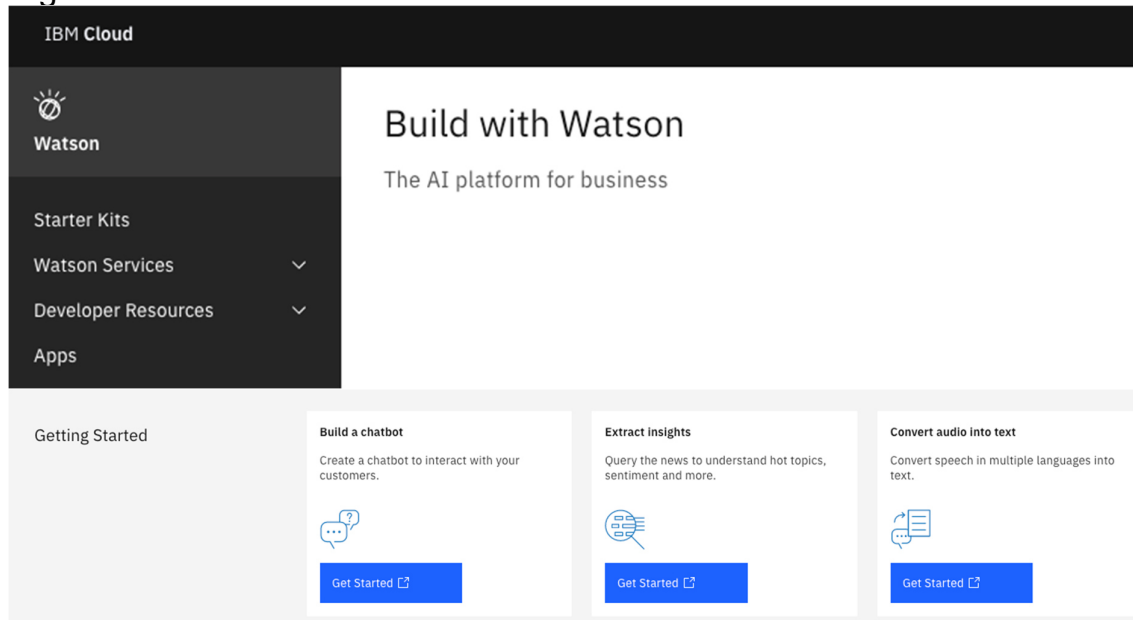 IBM Cloud
Watson
Build with Watson
The AI platform for business
Starter Kits
Watson Services
Developer Resources
Apps
Getting Started
Build a chatbot
Create a chatbot to interact with your
customers.
?
Get Started
Extract insights
Query the news to understand hot topics,
sentiment and more.
Get Started
Convert audio into text
Convert speech in multiple languages into
text.
Get Started